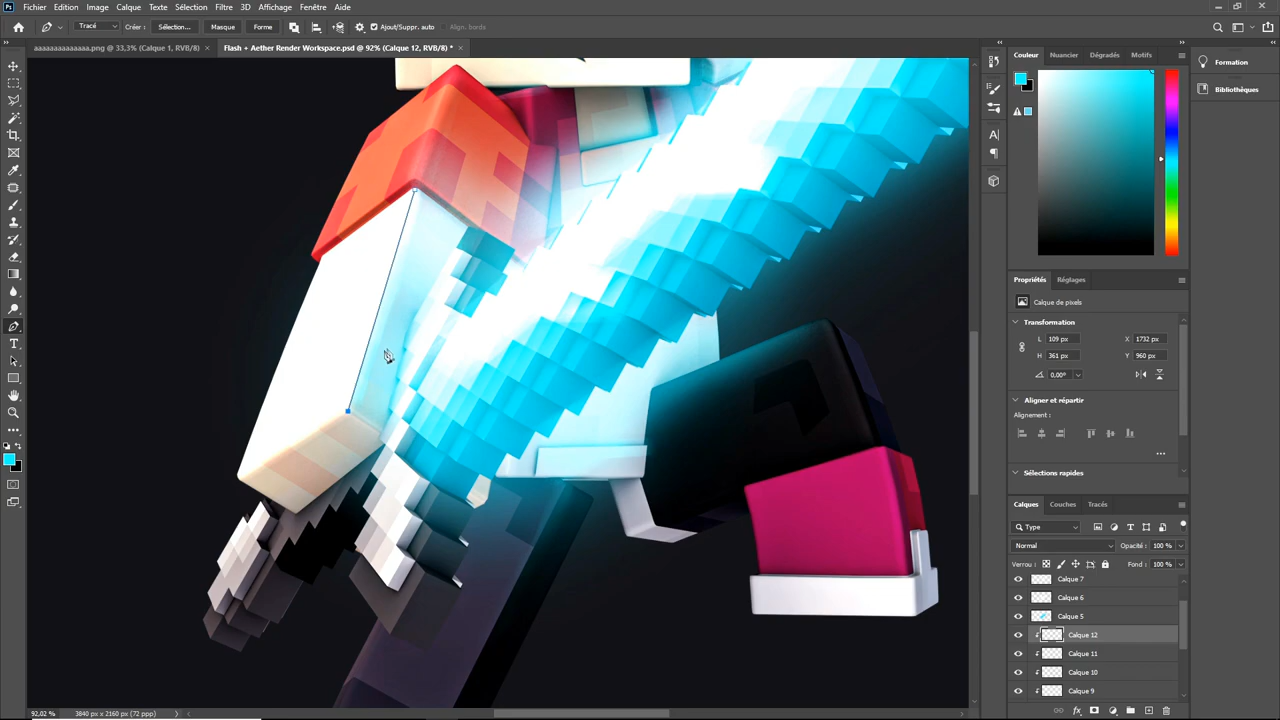 Fichier Edition Image Calque Texte Sélection Filtre 3D Affichage Fenêtre Aide
Tracé Créer : Sélection... Masque Forme Ajout/Suppr. auto Align. bords
aaaaaaaaaaaaaa.png @ 33,3% (Calque 1, RVB/8) × Flash + Aether Render Workspace.psd @ 92% (Calque 12, RVB/8) * ×
Couleur Nuancier Dégradés Motifs
Formation
Bibliothèques
Propriétés Réglages
Calque de pixels
Transformation
L 109 px X 1732 px
H 361 px Y 960 px
0,00°
Aligner et répartir
Alignement :
...
Sélections rapides
Calques Couches Tracés
Type
Normal Opacité : 100 %
Verrou : Fond : 100 %
Calque 7
Calque 6
Calque 5
Calque 12
Calque 11
Calque 10
Calque 9
92,02 % 3840 px x 2160 px (72 ppp)